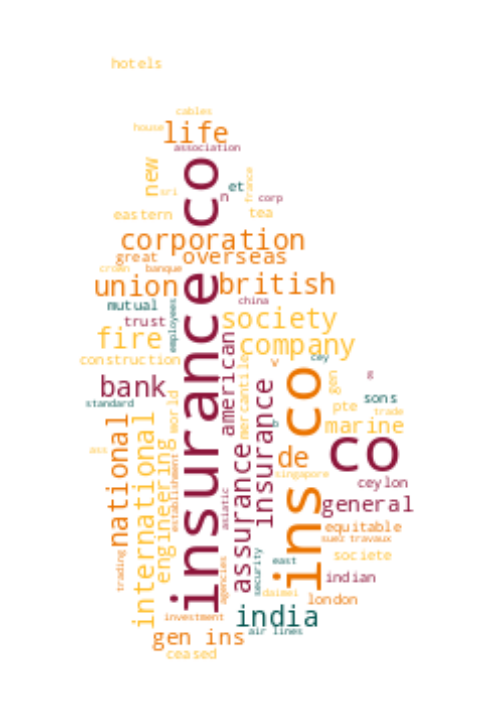 hotels
cables
house
life
association
new
sri
co
n
et
france
corp
eastern
tea
corporation
great
overseas
crown
banque
union
insurance co
british
mutual
employees
china
trust
society
fire
american
company
construction
mercantile
v
cey
bank
world
insurance
ins co
gen
g
standard
sons
pte
trade
national
international
engineering
b
marine
ass
assurance
de
co
establishment
singapore
ceylon
asiatic
general
equitable
suez travaux
trading
agencies
security
east
societe
indian
daimei
london
investment
india
gen ins
air lines
ceased